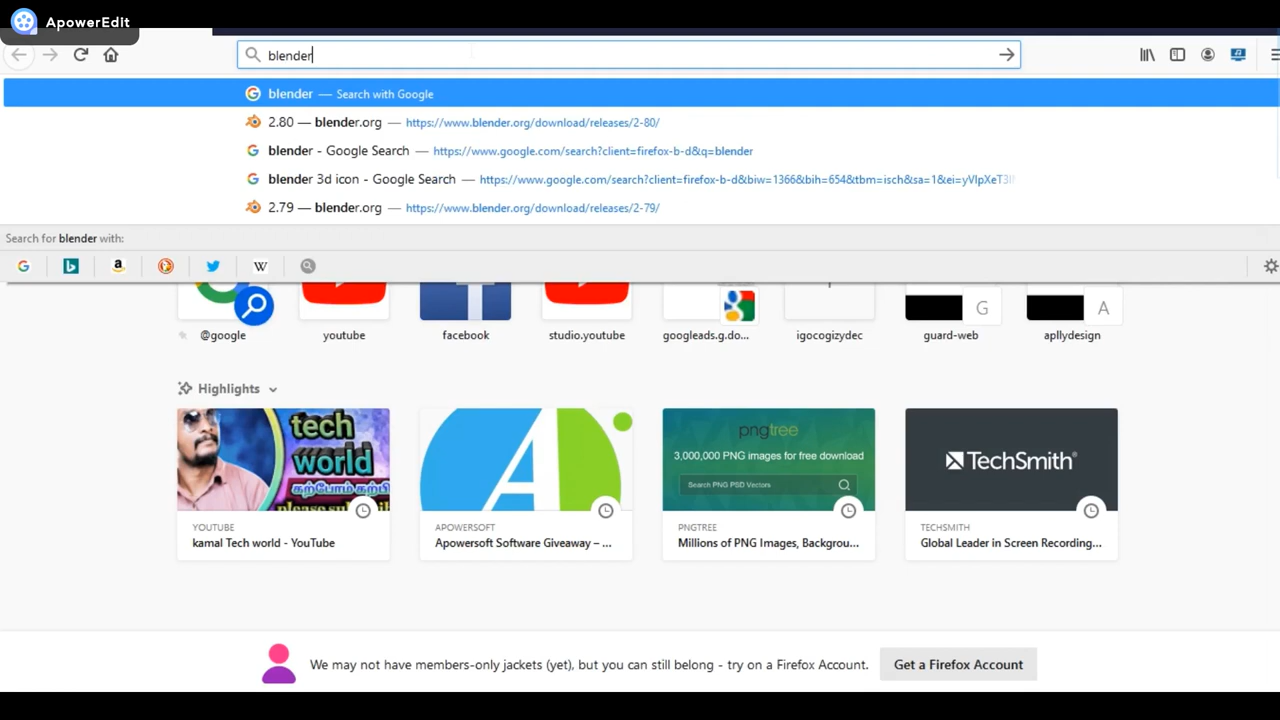 ApowerEdit
blender
blender — Search with Google
2.80 — blender.org — https://www.blender.org/download/releases/2-80/
blender - Google Search — https://www.google.com/search?client=firefox-b-d&q=blender
blender 3d icon - Google Search — https://www.google.com/search?client=firefox-b-d&biw=1366&bih=654&tbm=isch&sa=1&ei=yVIpXeT3I
2.79 — blender.org — https://www.blender.org/download/releases/2-79/
Search for blender with:
@google
youtube
facebook
studio.youtube
googleads.g.do...
igocogizydec
G
guard-web
A
apllydesign
Highlights
tech
world
கற்போம் கற்பி
YOUTUBE
kamal Tech world - YouTube
APOWERSOFT
Apowersoft Software Giveaway – ...
pngtree
3,000,000 PNG images for free download
Search PNG PSD Vectors
PNGTREE
Millions of PNG Images, Backgrou...
TechSmith®
TECHSMITH
Global Leader in Screen Recording...
We may not have members-only jackets (yet), but you can still belong - try on a Firefox Account.
Get a Firefox Account